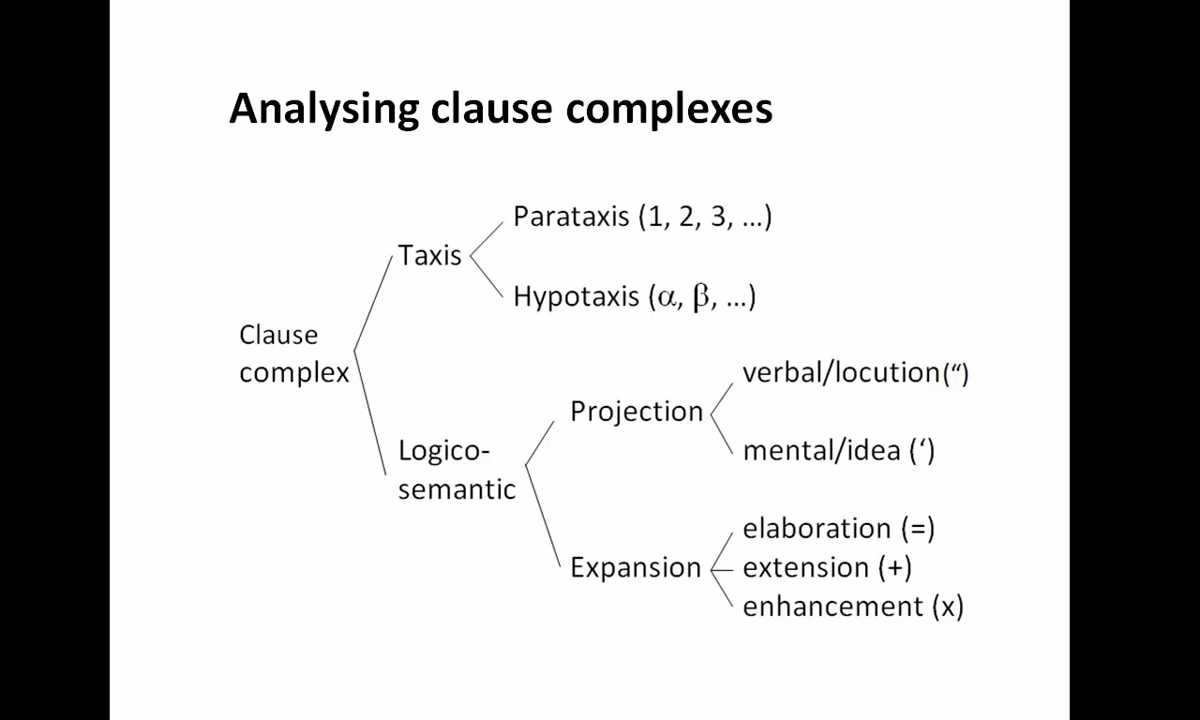 Analysing clause complexes
Parataxis (1, 2, 3, ...)
Taxis
Hypotaxis (α, β, ...)
Clause
complex
verbal/locution(“)
Projection
Logico-
mental/idea (‘)
semantic
elaboration (=)
Expansion
extension (+)
enhancement (x)